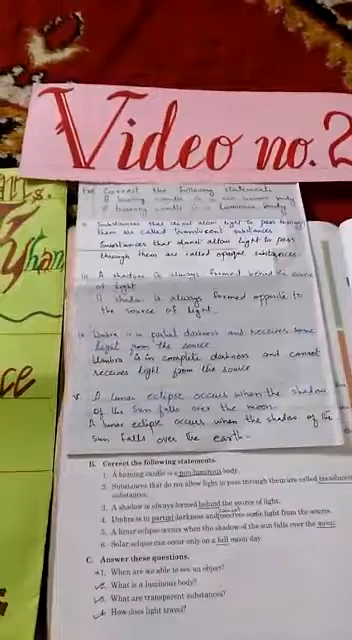 Video no. 2
Correct the following statements
A burning candle is a non luminous body
A burning candle is a luminous body
Substances that donot allow light to pass through
them are called translucent substances.
Substances that donot allow light to pass
through them are called opaque substances.
iii A shadow is always formed behind the source
of light
A shadow is always formed opposite to
the source of light.
iv Umbra is in partial darkness and receives some
light from the source
Umbra is in complete darkness and cannot
receives light from the source
v. A lunar eclipse occurs when the shadow
of the sun falls over the moon.
A lunar eclipse occurs when the shadow of the
sun falls over the earth.
B. Correct the following statements.
1. A burning candle is a non-luminous body.
2. Substances that do not allow light to pass through them are called translucent
substances.
3. A shadow is always formed behind the source of light.
4. Umbra is in partial darkness and receives some light from the source.
5. A lunar eclipse occurs when the shadow of the sun falls over the moon.
6. Solar eclipse can occur only on a full moon day
C. Answer these questions.
1. When are we able to see an object?
2. What is a luminous body?
3. What are transparent substances?
4. How does light travel?